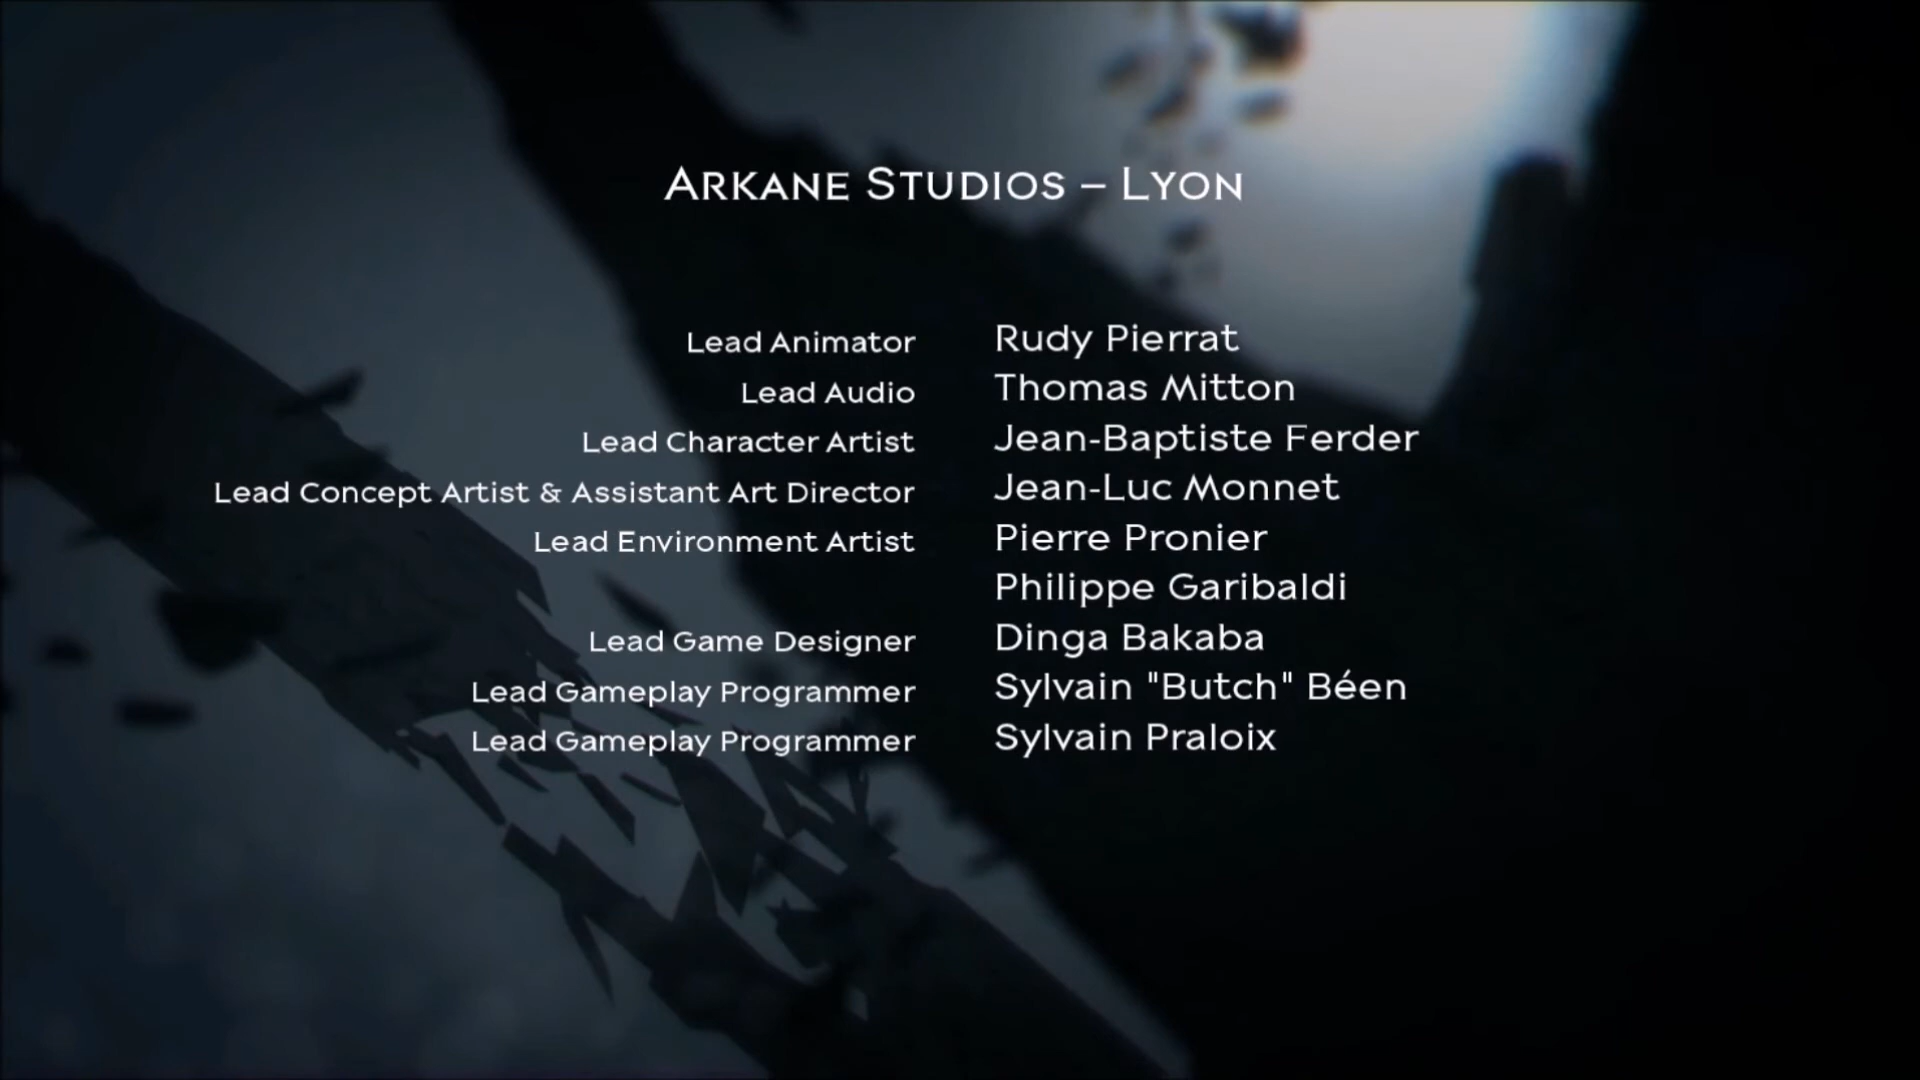 Arkane Studios – Lyon
Lead Animator Rudy Pierrat
Lead Audio Thomas Mitton
Lead Character Artist Jean-Baptiste Ferder
Lead Concept Artist & Assistant Art Director Jean-Luc Monnet
Lead Environment Artist Pierre Pronier
Philippe Garibaldi
Lead Game Designer Dinga Bakaba
Lead Gameplay Programmer Sylvain "Butch" Béen
Lead Gameplay Programmer Sylvain Praloix